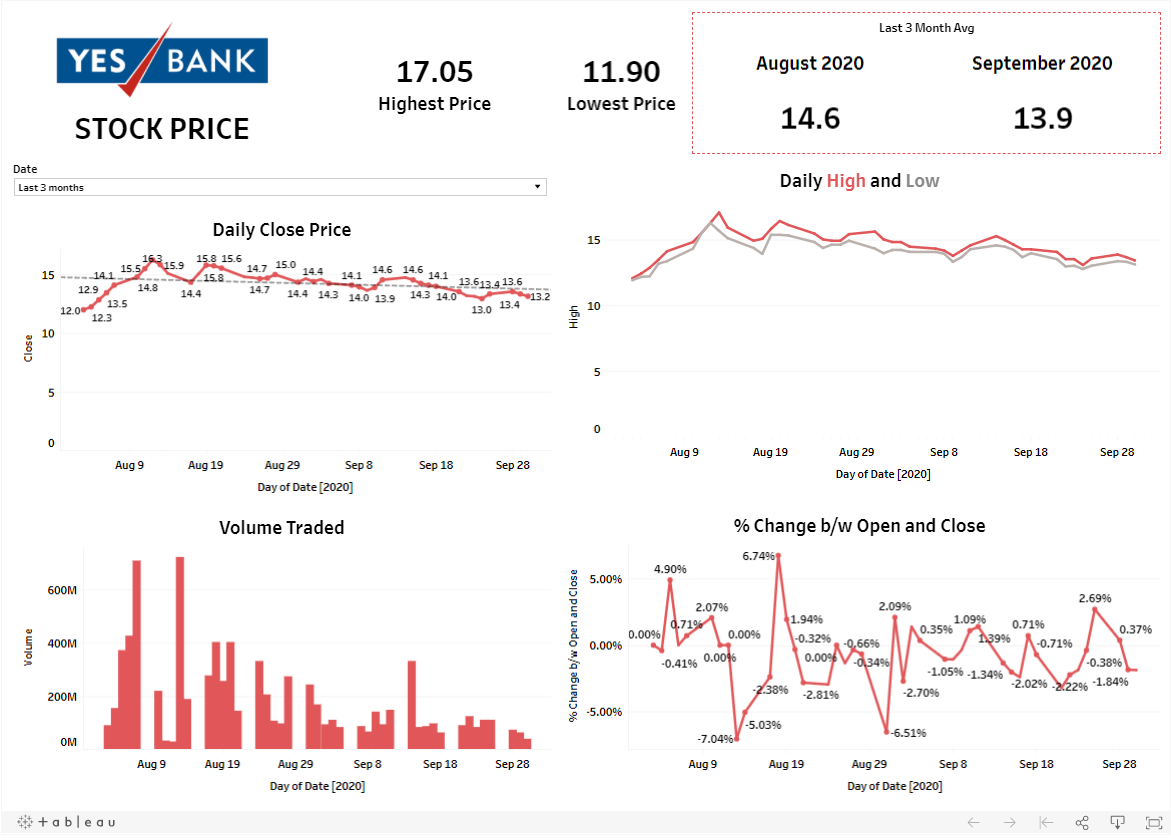 YES BANK
STOCK PRICE
17.05
Highest Price
11.90
Lowest Price
Last 3 Month Avg
August 2020
September 2020
14.6
13.9
Date
Last 3 months
Daily Close Price
Close
15
10
5
0
12.0
12.9
12.3
14.1
13.5
15.5
14.8
16.3
15.9
14.4
15.8
15.8
15.6
14.7
14.7
15.0
14.4
14.4
14.3
14.1
14.0
14.6
13.9
14.6
14.3
14.1
14.0
13.6
13.0
13.4
13.6
13.4
13.2
Aug 9
Aug 19
Aug 29
Sep 8
Sep 18
Sep 28
Day of Date [2020]
Daily High and Low
High
15
10
5
0
Aug 9
Aug 19
Aug 29
Sep 8
Sep 18
Sep 28
Day of Date [2020]
Volume Traded
Volume
600M
400M
200M
0M
Aug 9
Aug 19
Aug 29
Sep 8
Sep 18
Sep 28
Day of Date [2020]
% Change b/w Open and Close
% Change b/w Open and Close
5.00%
0.00%
-5.00%
0.00%
-0.41%
4.90%
0.71%
2.07%
0.00%
0.00%
-7.04%
-5.03%
-2.38%
6.74%
1.94%
-0.32%
-2.81%
0.00%
-0.66%
-0.34%
-6.51%
2.09%
-2.70%
0.35%
-1.05%
1.09%
1.39%
-1.34%
-2.02%
0.71%
-0.71%
-2.22%
-0.38%
2.69%
0.37%
-1.84%
Aug 9
Aug 19
Aug 29
Sep 8
Sep 18
Sep 28
Day of Date [2020]
+ableau